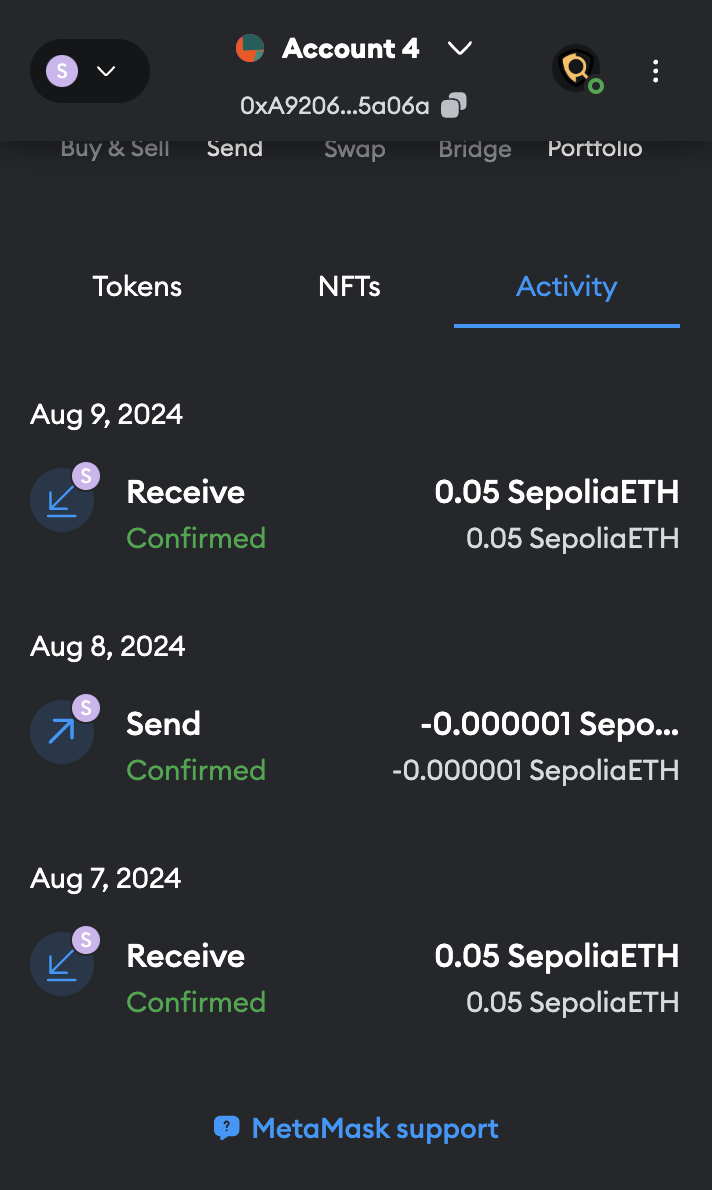 S
Account 4
0xA9206...5a06a
Buy & Sell Send Swap Bridge Portfolio
Tokens NFTs Activity
Aug 9, 2024
S
Receive 0.05 SepoliaETH
Confirmed 0.05 SepoliaETH
Aug 8, 2024
S
Send -0.000001 Sepo...
Confirmed -0.000001 SepoliaETH
Aug 7, 2024
S
Receive 0.05 SepoliaETH
Confirmed 0.05 SepoliaETH
? MetaMask support